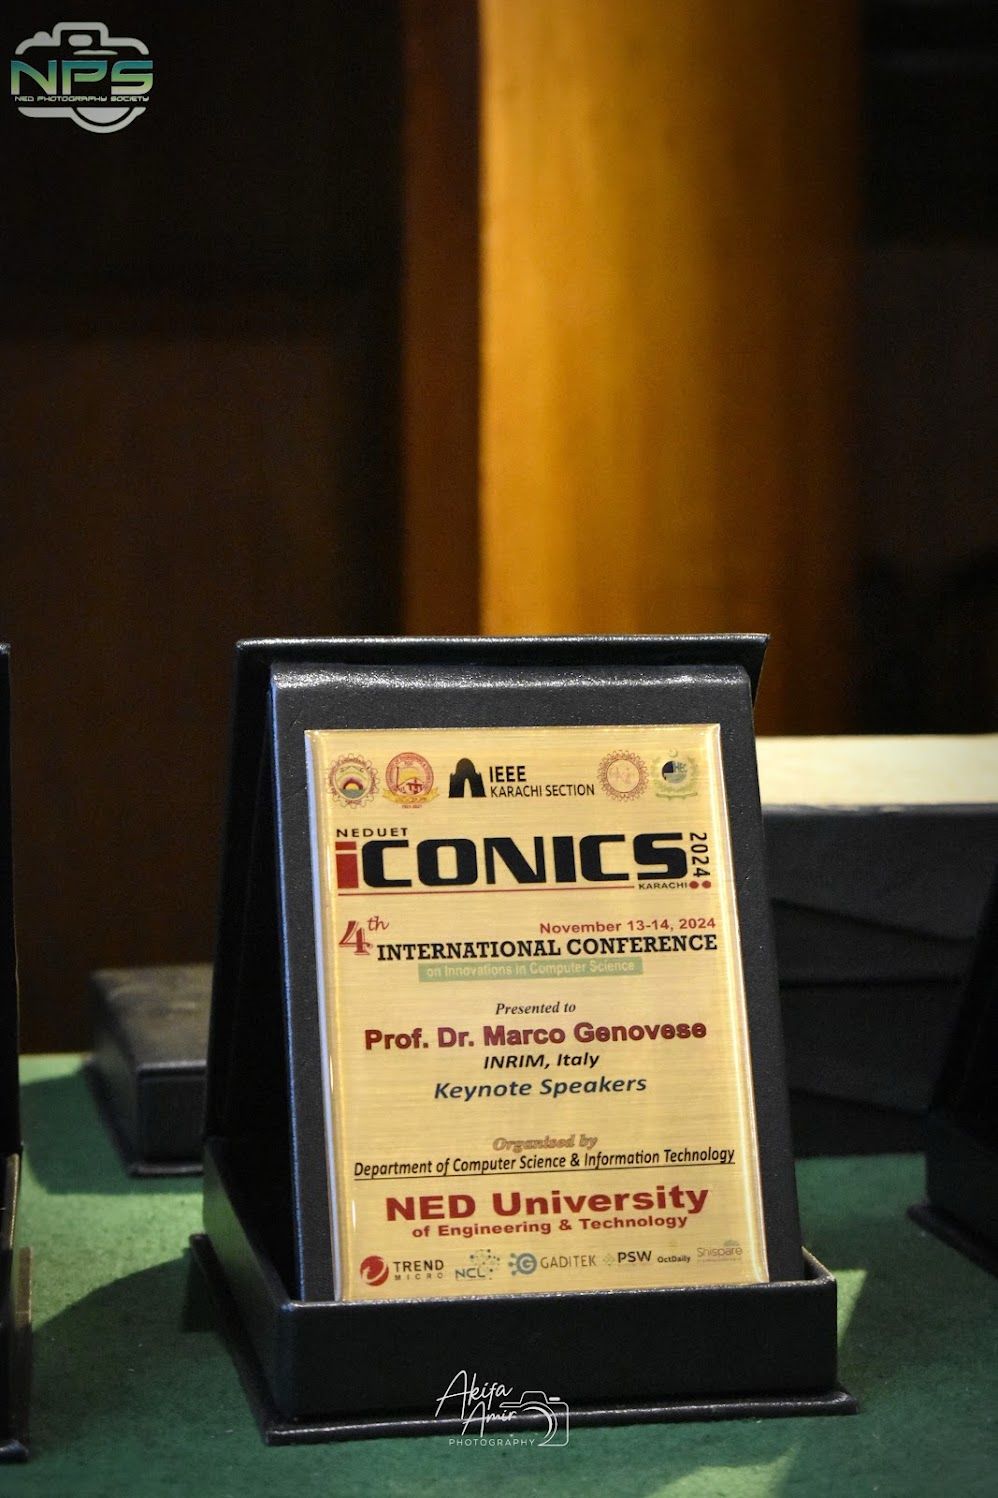 NPS
NED PHOTOGRAPHY SOCIETY
IEEE
KARACHI SECTION
NEDUET
iCONICS 2024
KARACHI
4th
November 13-14, 2024
INTERNATIONAL CONFERENCE
on Innovations in Computer Science
Presented to
Prof. Dr. Marco Genovese
INRIM, Italy
Keynote Speakers
Organised by
Department of Computer Science & Information Technology
NED University
of Engineering & Technology
TREND MICRO
NCL
GADITEK
PSW
OctDaily
Shispare
Akifa
Amir
PHOTOGRAPHY